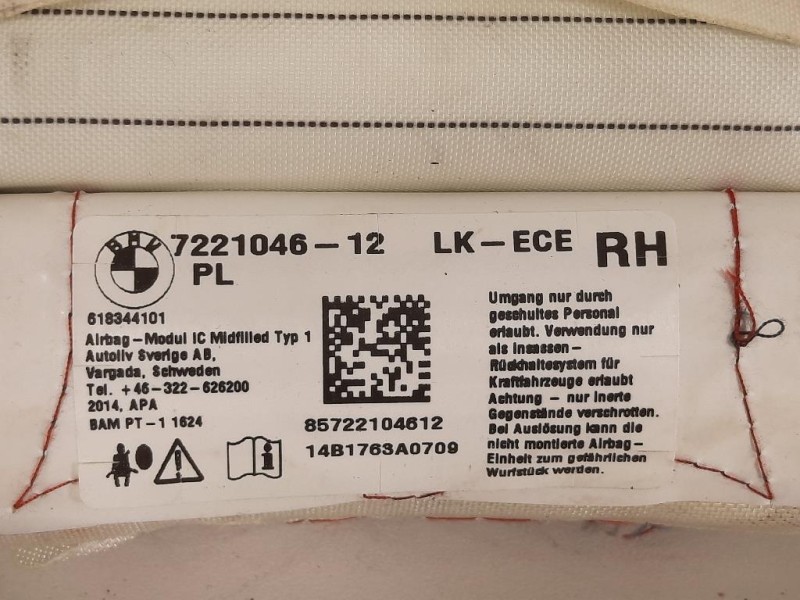 BMW
7221046-12 LK-ECE RH
PL
618344101
Airbag-Modul IC Midfilled Typ 1
Autoliv Sverige AB,
Vargada, Schweden
Tel. +46-322-626200
2014, APA
BAM PT-1 1624
85722104612
14B1763A0709
Umgang nur durch
geschultes Personal
erlaubt. Verwendung nur
als Insassen-
Rückhaltesystem für
Kraftfahrzeuge erlaubt
Achtung - nur inerte
Gegenstände verschrotten.
Bei Auslösung kann die
nicht montierte Airbag-
Einheit zum gefährlichen
Wurfstück werden.